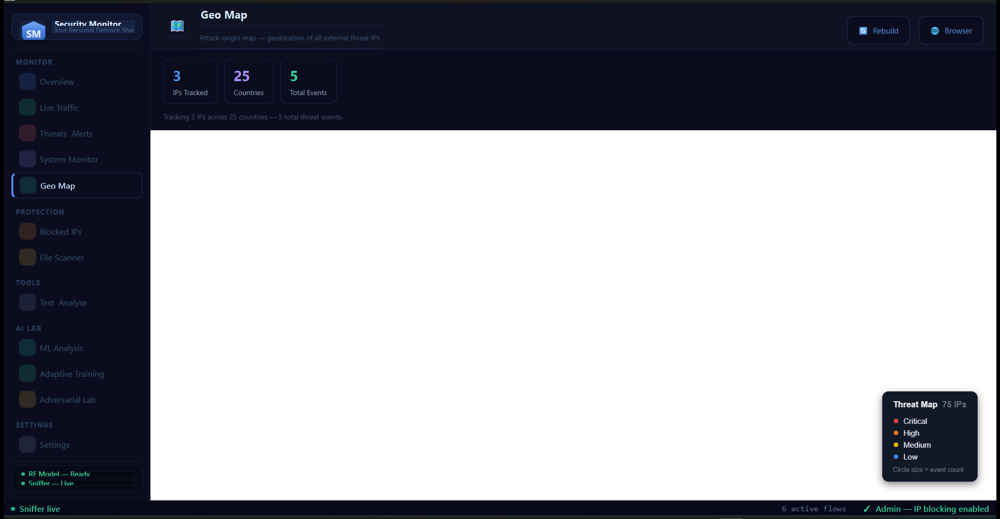 SM
Security Monitor
Your Personal Defence Shie
MONITOR
Overview
Live Traffic
Threats  Alerts
System Monitor
Geo Map
PROTECTION
Blocked IPs
File Scanner
TOOLS
Test  Analyse
AI LAB
ML Analysis
Adaptive Training
Adversarial Lab
SETTINGS
Settings
RF Model — Ready
Sniffer — Live
Geo Map
Attack-origin map — geolocation of all external threat IPs
Rebuild
Browser
3
IPs Tracked
25
Countries
5
Total Events
Tracking 3 IPs across 25 countries — 5 total threat events.
Threat Map 75 IPs
Critical
High
Medium
Low
Circle size = event count
Sniffer live
6 active flows
✓ Admin — IP blocking enabled